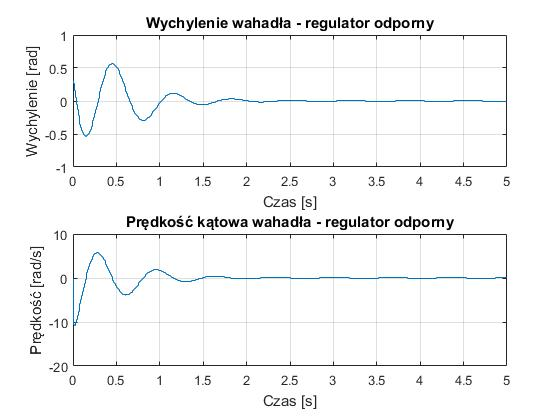 Wychylenie wahadła - regulator odporny
1
0.5
0
-0.5
-1
Wychylenie [rad]
0 0.5 1 1.5 2 2.5 3 3.5 4 4.5 5
Czas [s]
Prędkość kątowa wahadła - regulator odporny
10
0
-10
-20
Prędkość [rad/s]
0 0.5 1 1.5 2 2.5 3 3.5 4 4.5 5
Czas [s]